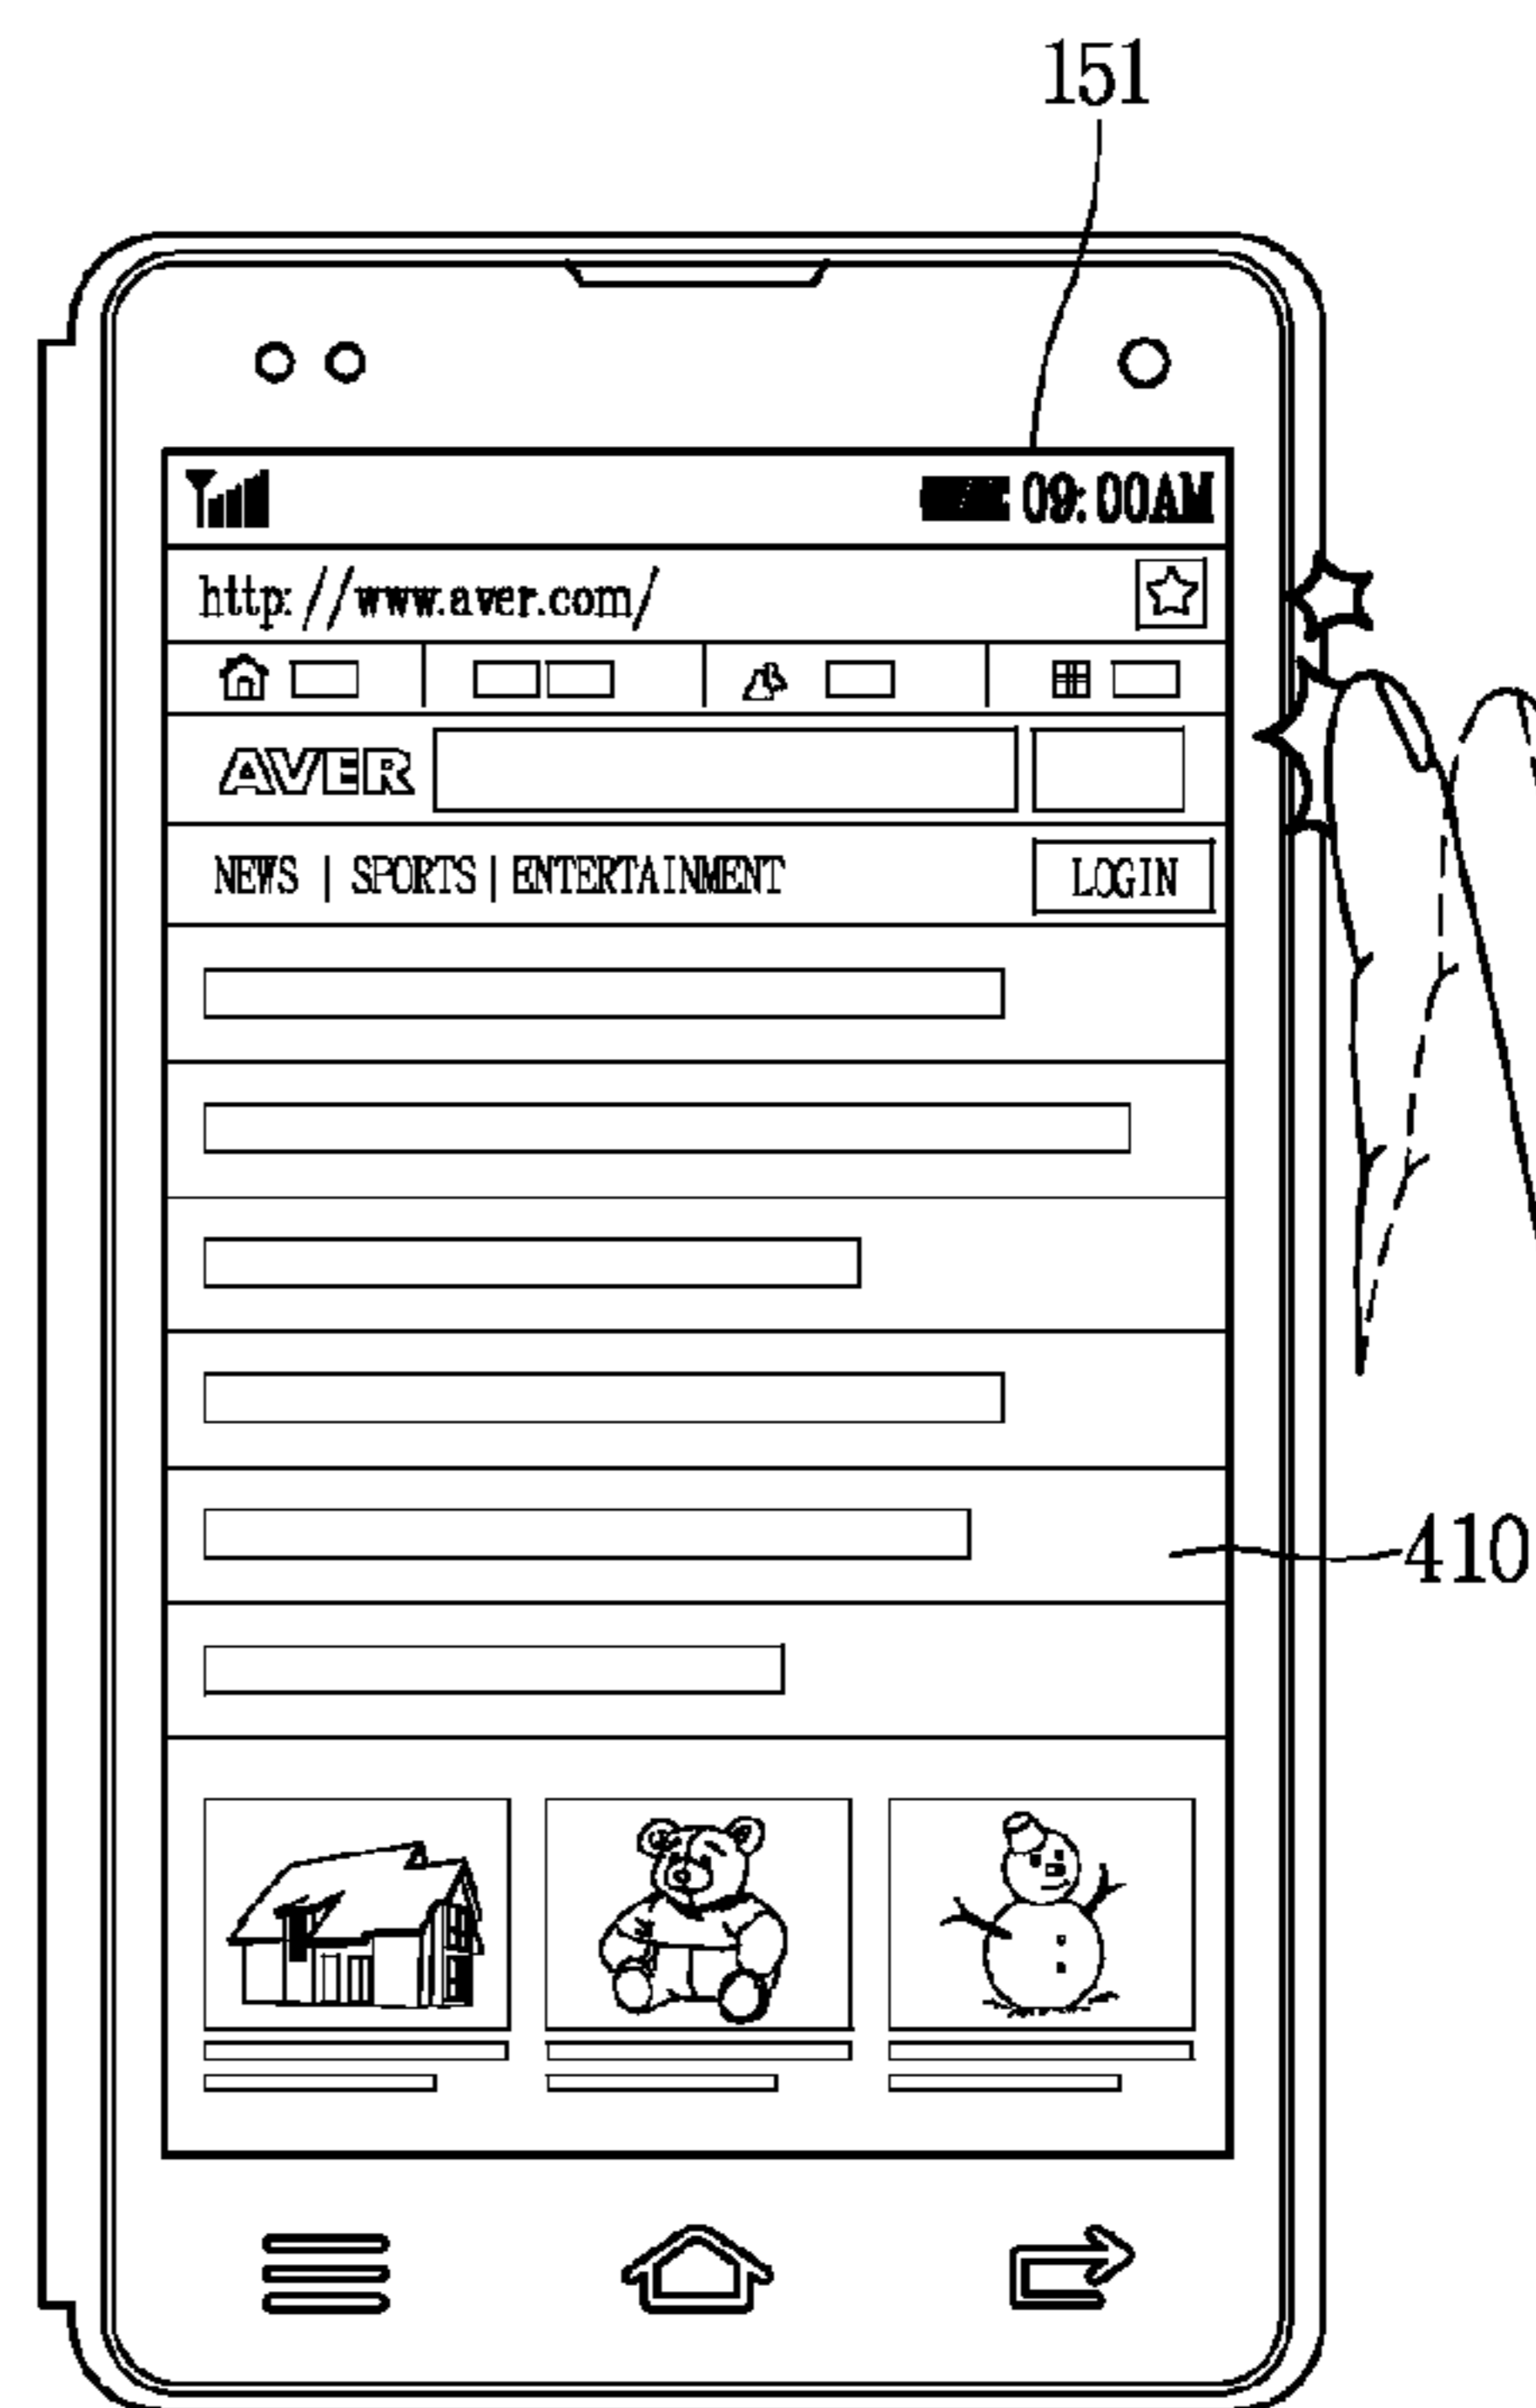 151
09:00AM
http://www.aver.com/
AVER
NEWS | SPORTS | ENTERTAINMENT LOGIN
410